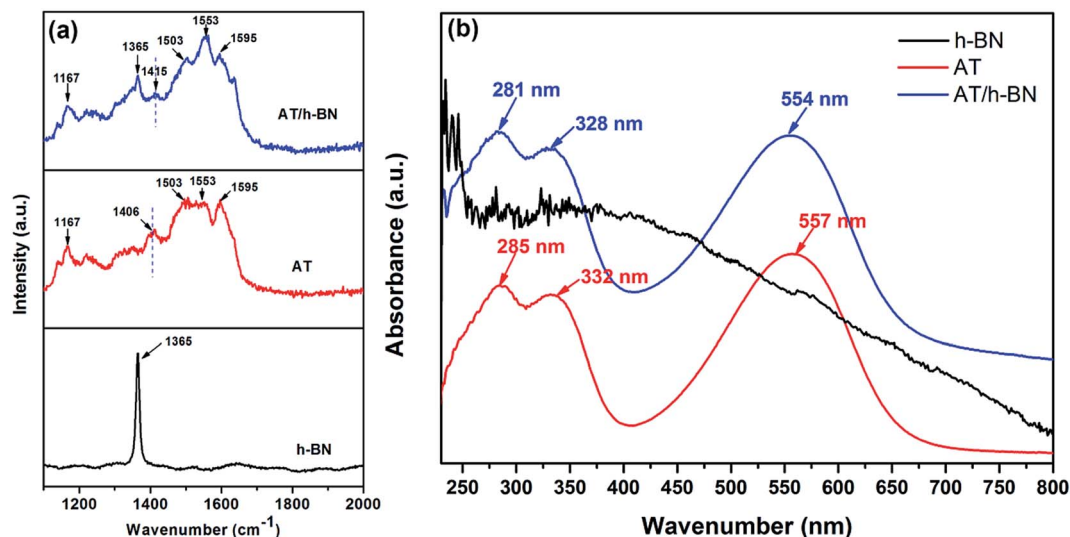 (a)
1167
1365
1415
1503
1553
1595
AT/h-BN
1167
1406
1503
1553
1595
AT
1365
h-BN
Intensity (a.u.)
1200 1400 1600 1800 2000
Wavenumber (cm⁻¹)
(b)
h-BN
AT
AT/h-BN
281 nm
328 nm
554 nm
285 nm
332 nm
557 nm
Absorbance (a.u.)
250 300 350 400 450 500 550 600 650 700 750 800
Wavenumber (nm)